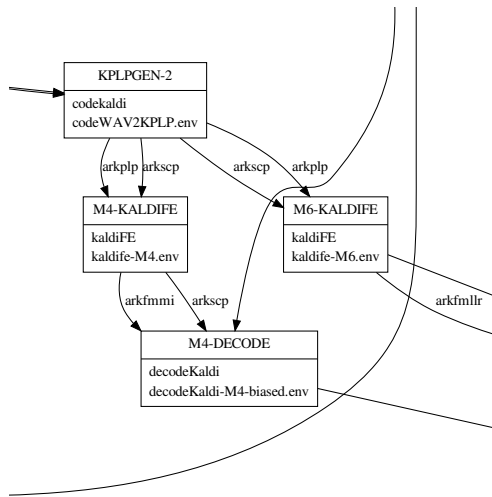 KPLPGEN-2
codekaldi
codeWAV2KPLP.env
arkplp
arkscp
arkscp
arkplp
M4-KALDIFE
kaldiFE
kaldife-M4.env
M6-KALDIFE
kaldiFE
kaldife-M6.env
arkfmmi
arkscp
arkfmllr
M4-DECODE
decodeKaldi
decodeKaldi-M4-biased.env